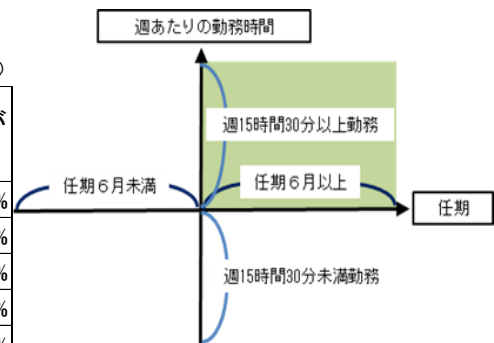 週あたりの勤務時間
）
が
週15時間30分以上勤務
任期６月未満
任期６月以上
任期
%
%
%
%
%
週15時間30分未満勤務